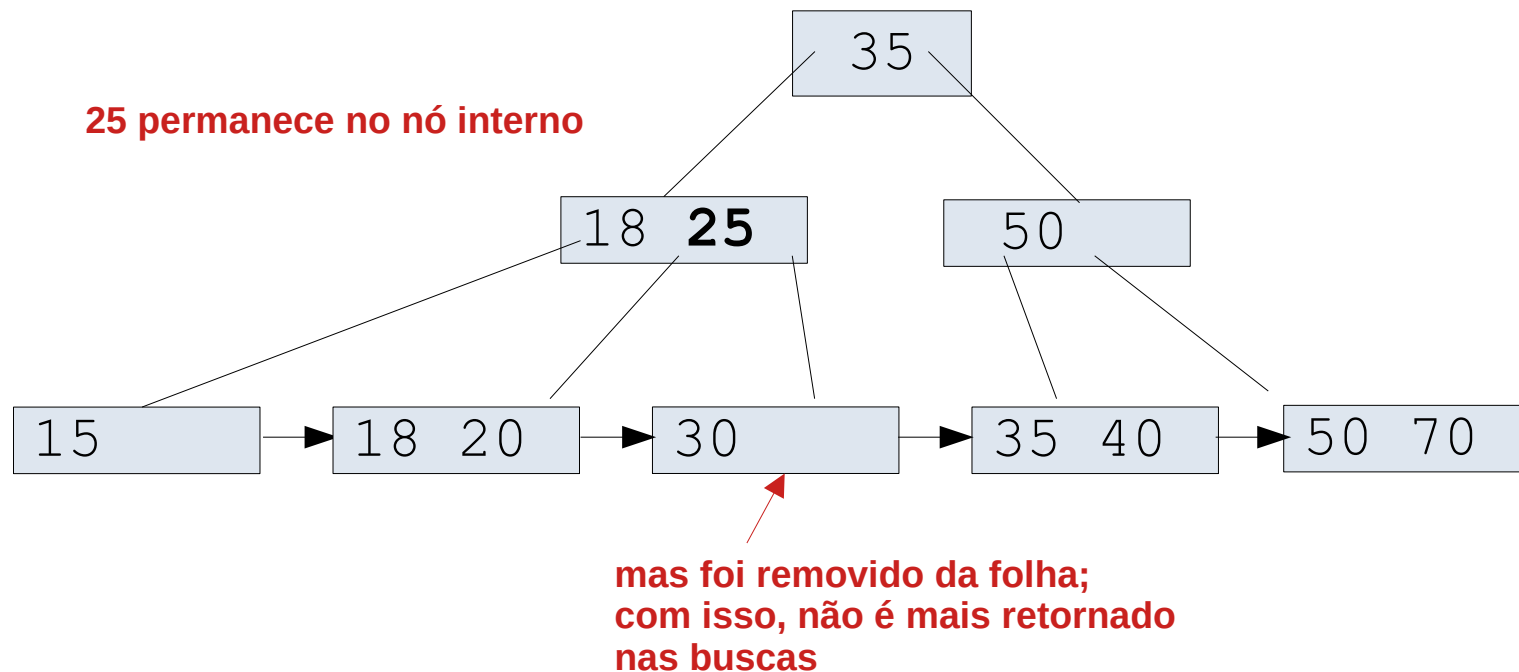 35
25 permanece no nó interno
18 25
50
15
18 20
30
35 40
50 70
mas foi removido da folha;
com isso, não é mais retornado
nas buscas